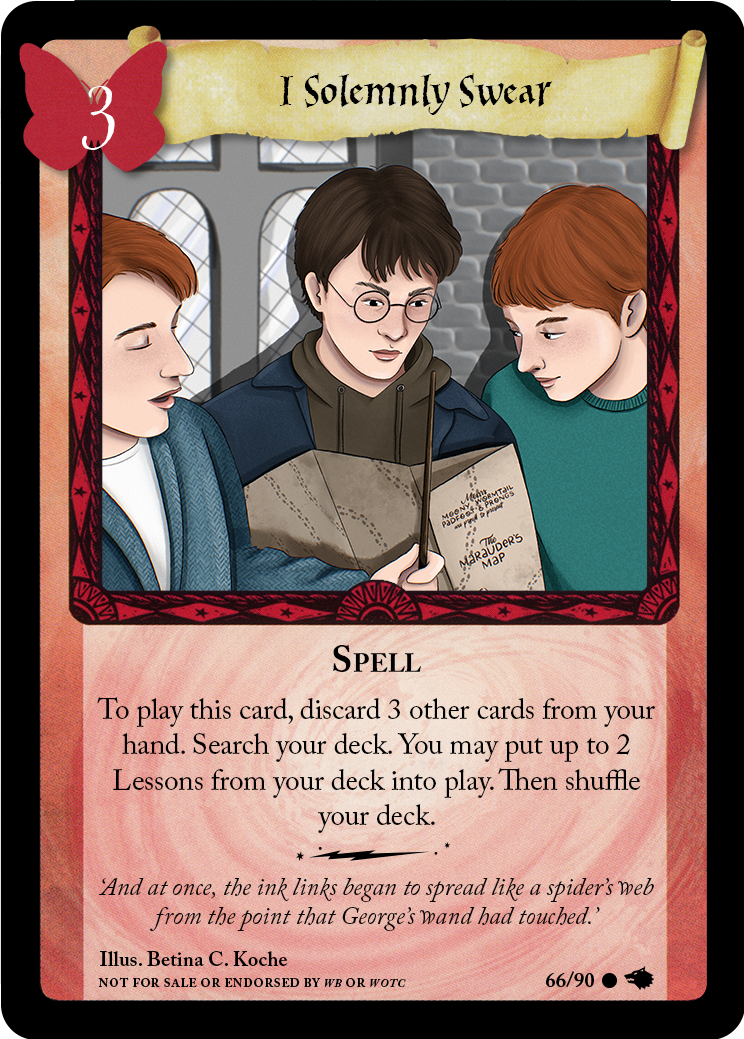 3
I Solemnly Swear
Messrs
MOONY, WORMTAIL
PADFOOT & PRONGS
are proud to present
The
MARAUDER'S
MAP
SPELL
To play this card, discard 3 other cards from your
hand. Search your deck. You may put up to 2
Lessons from your deck into play. Then shuffle
your deck.
‘And at once, the ink links began to spread like a spider’s web
from the point that George’s wand had touched.’
Illus. Betina C. Koche
NOT FOR SALE OR ENDORSED BY WB OR WOTC
66/90